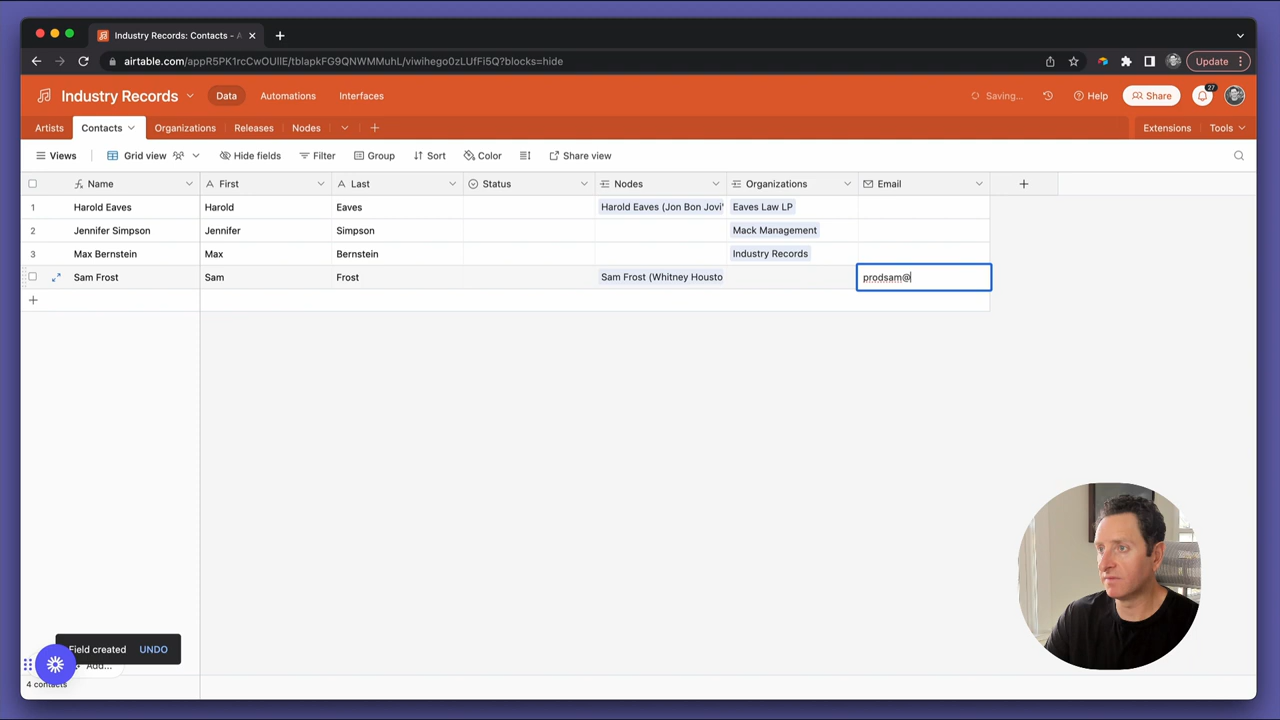 Industry Records: Contacts - A
airtable.com/appR5PK1rcCwOUIlE/tblapkFG9QNWMMuhL/viwihego0zLUfFi5Q?blocks=hide
Update
Industry Records
Data
Automations
Interfaces
Saving...
Help
Share
27
Artists
Contacts
Organizations
Releases
Nodes
Extensions
Tools
Views
Grid view
Hide fields
Filter
Group
Sort
Color
Share view
Name
First
Last
Status
Nodes
Organizations
Email
1 Harold Eaves Harold Eaves Harold Eaves (Jon Bon Jovi' Eaves Law LP
2 Jennifer Simpson Jennifer Simpson Mack Management
3 Max Bernstein Max Bernstein Industry Records
Sam Frost Sam Frost Sam Frost (Whitney Housto prodsam@
Field created UNDO
Add...
4 contacts